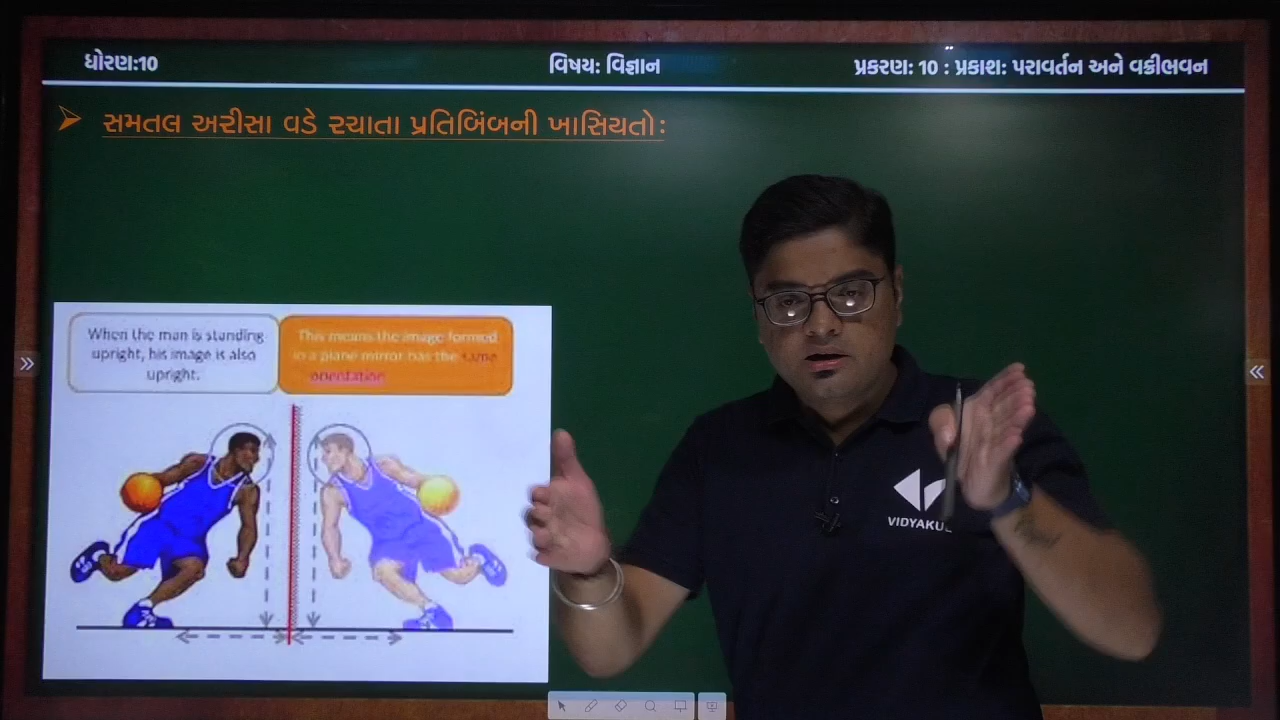 ધોરણ:10
વિષય: વિજ્ઞાન
પ્રકરણ: 10 : પ્રકાશ: પરાવર્તન અને વક્રીભવન
સમતલ અરીસા વડે રચાતા પ્રતિબિંબની ખાસિયતો:
When the man is standing
upright, his image is also
upright.
This means the image formed
in a plane mirror has the same
orientation
VIDYAKUL